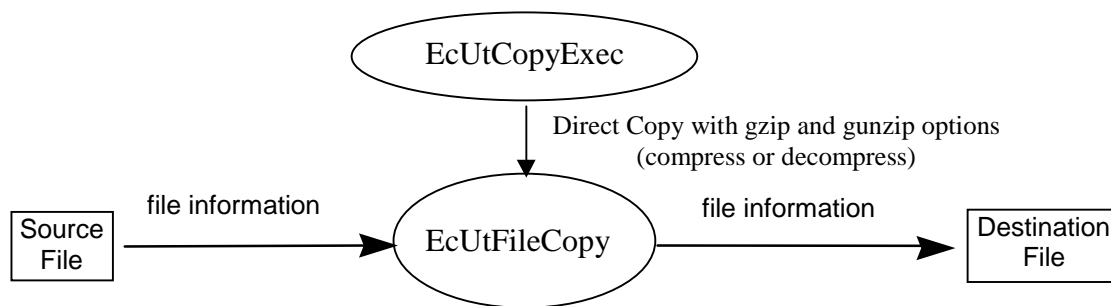 EcUtCopyExec
Direct Copy with gzip and gunzip options
(compress or decompress)
file information
file information
Source
File
EcUtFileCopy
Destination
File